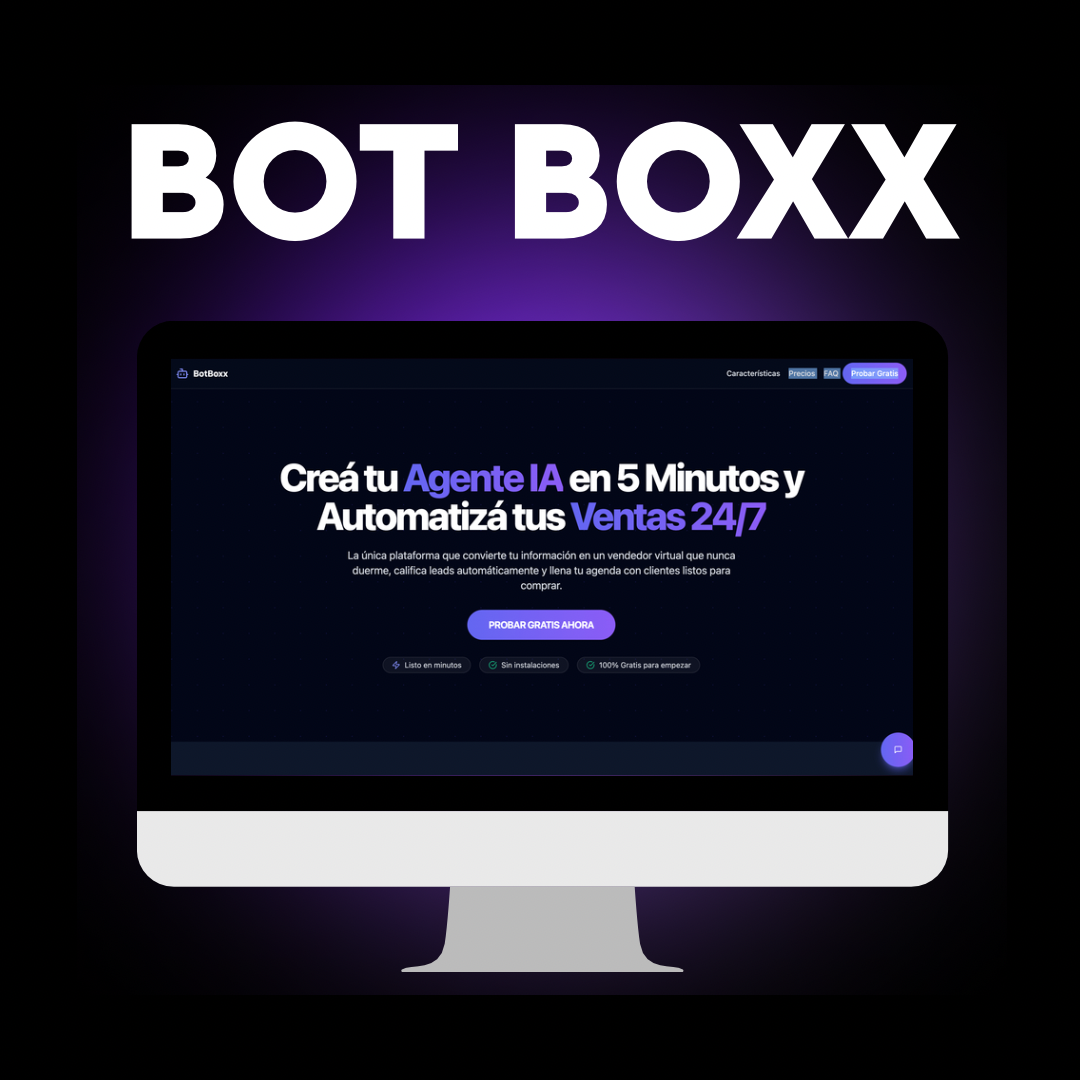 BOT BOXX
BotBoxx
Características Precios FAQ Probar Gratis
Creá tu Agente IA en 5 Minutos y
Automatizá tus Ventas 24/7
La única plataforma que convierte tu información en un vendedor virtual que nunca
duerme, califica leads automáticamente y llena tu agenda con clientes listos para
comprar.
PROBAR GRATIS AHORA
Listo en minutos Sin instalaciones 100% Gratis para empezar